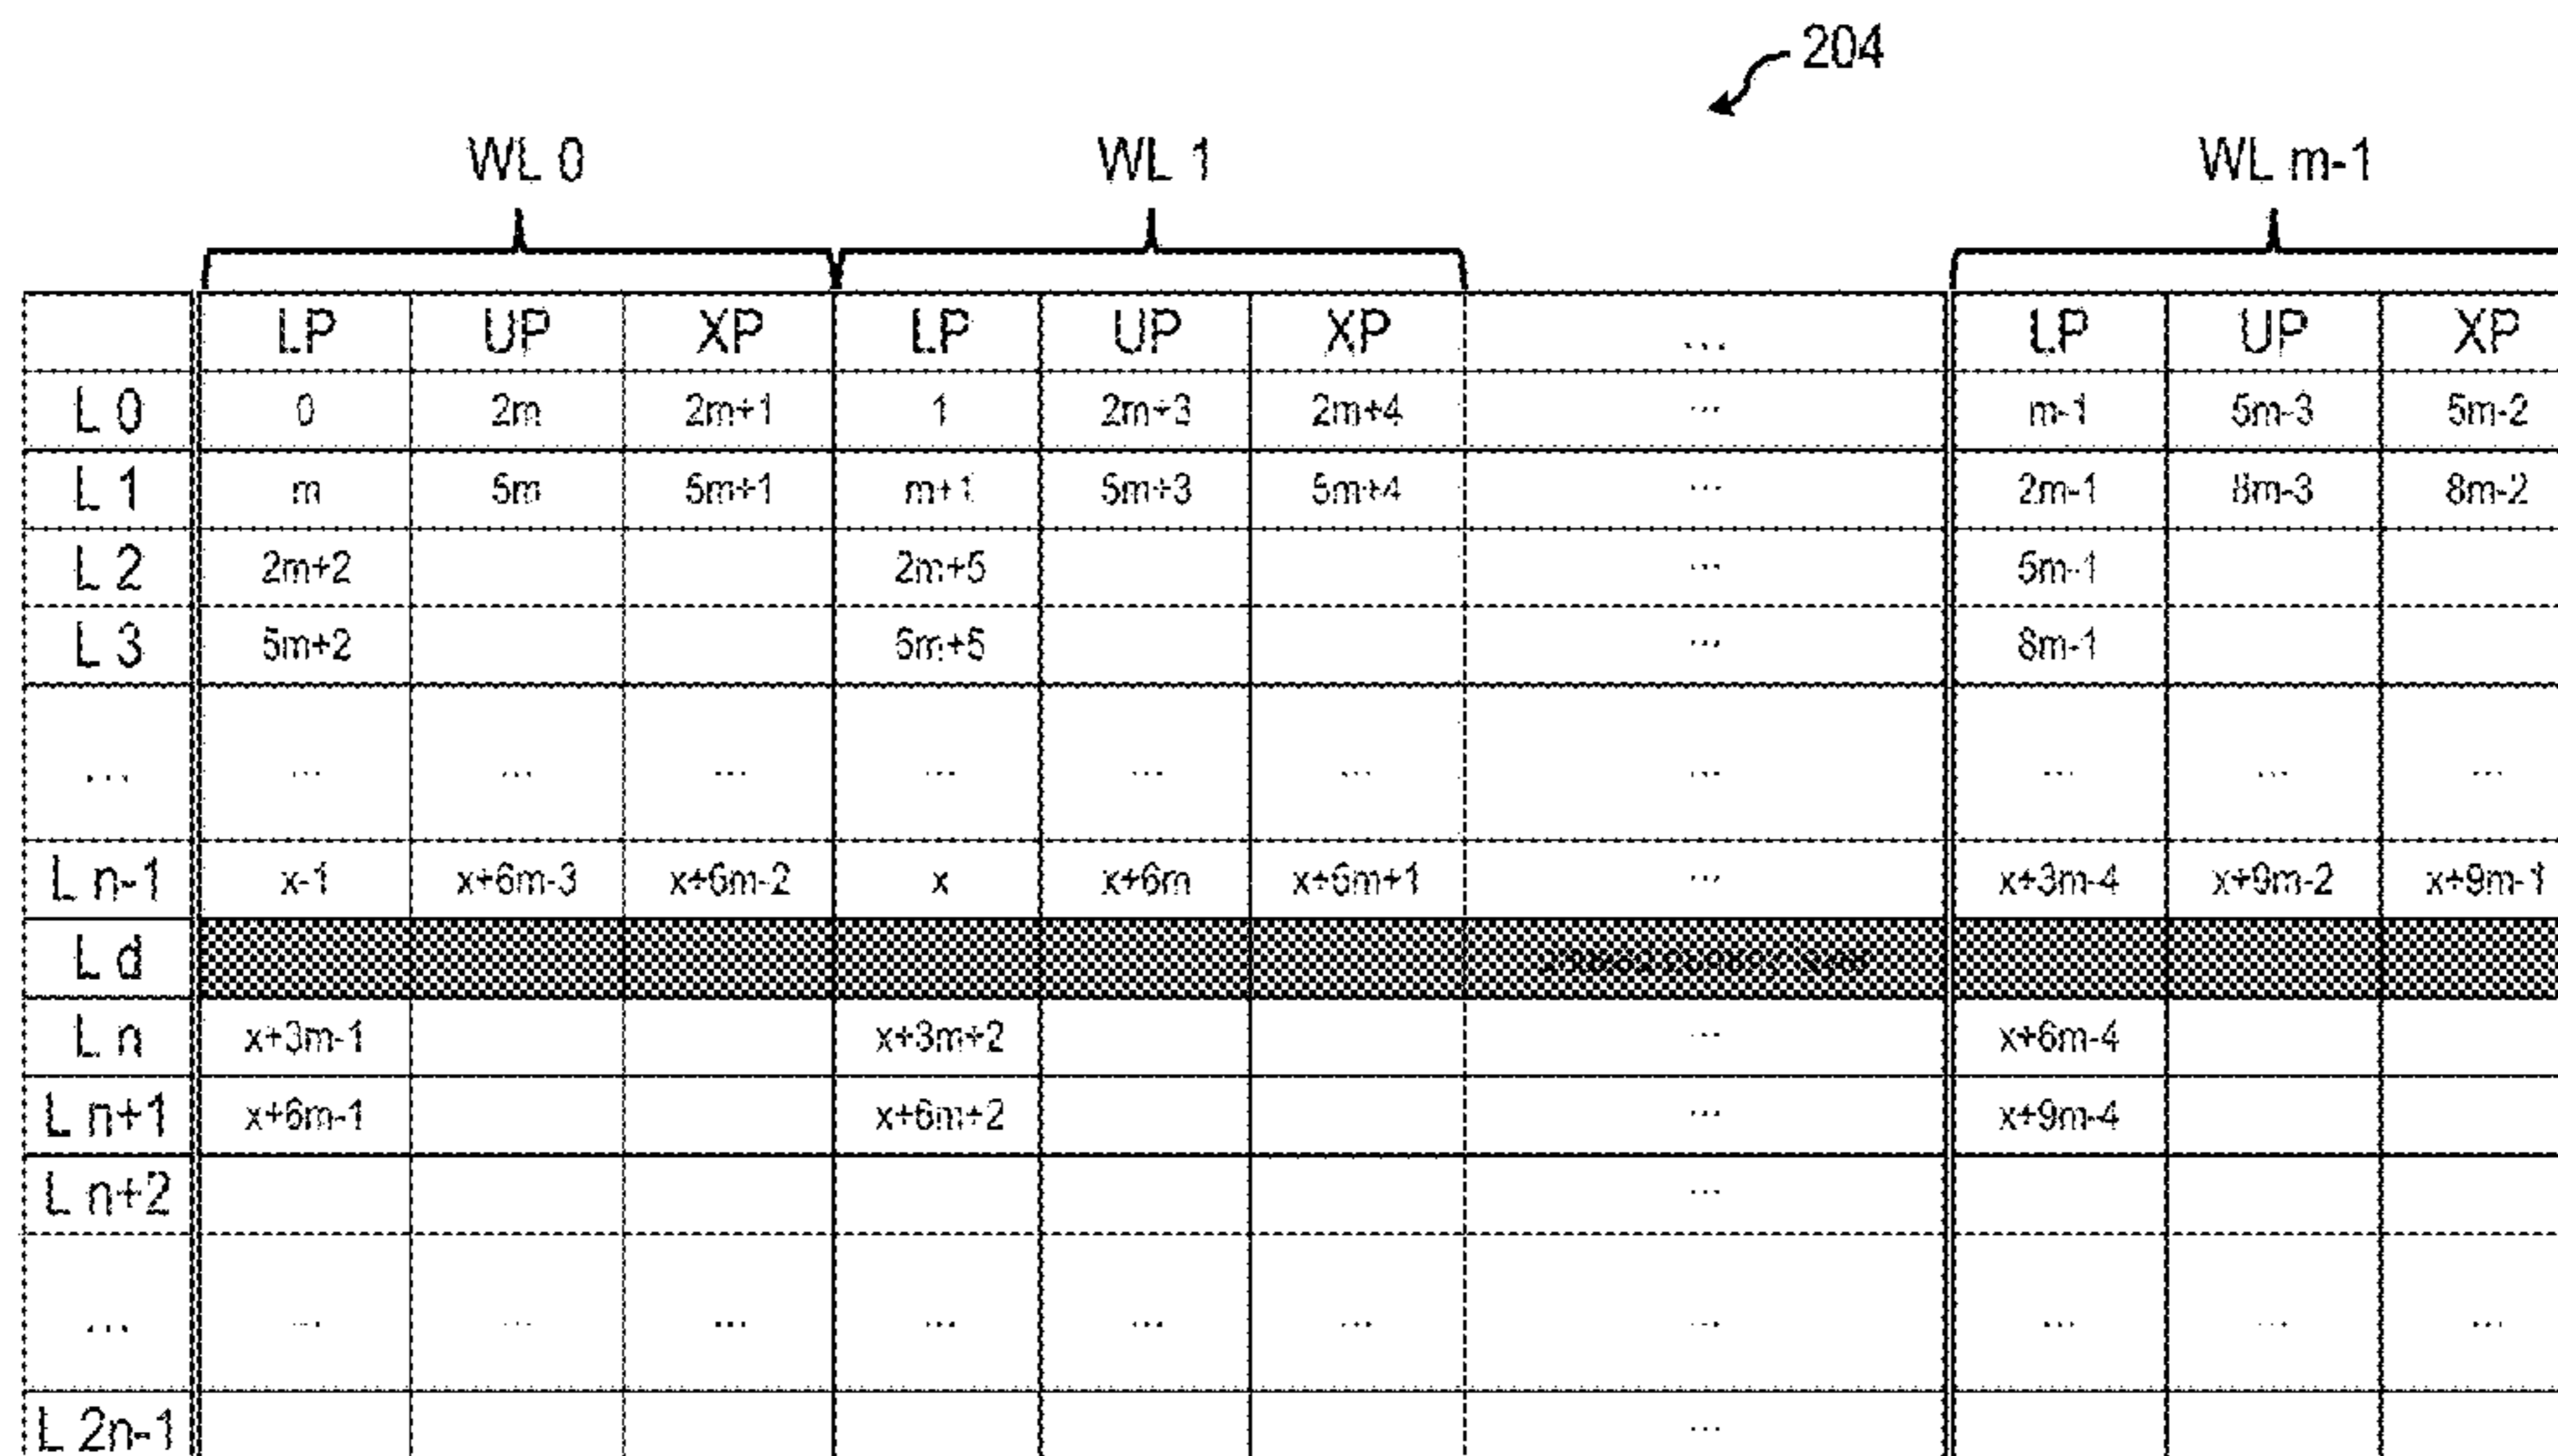 204
WL 0 WL 1 WL m-1
LP UP XP LP UP XP ... LP UP XP
L 0 0 2m 2m+1 1 2m+3 2m+4 ... m-1 5m-3 5m-2
L 1 m 5m 5m+1 m+1 5m+3 5m+4 ... 2m-1 8m-3 8m-2
L 2 2m+2 2m+5 ... 5m-1
L 3 5m+2 5m+5 ... 8m-1
... ... ... ... ... ... ... ... ... ... ...
L n-1 x-1 x+6m-3 x+6m-2 x x+6m x+6m+1 ... x+3m-4 x+9m-2 x+9m-1
L d
L n x+3m-1 x+3m+2 ... x+6m-4
L n+1 x+6m-1 x+6m+2 ... x+9m-4
L n+2 ...
... ... ... ... ... ... ... ... ... ... ...
L 2n-1 ...